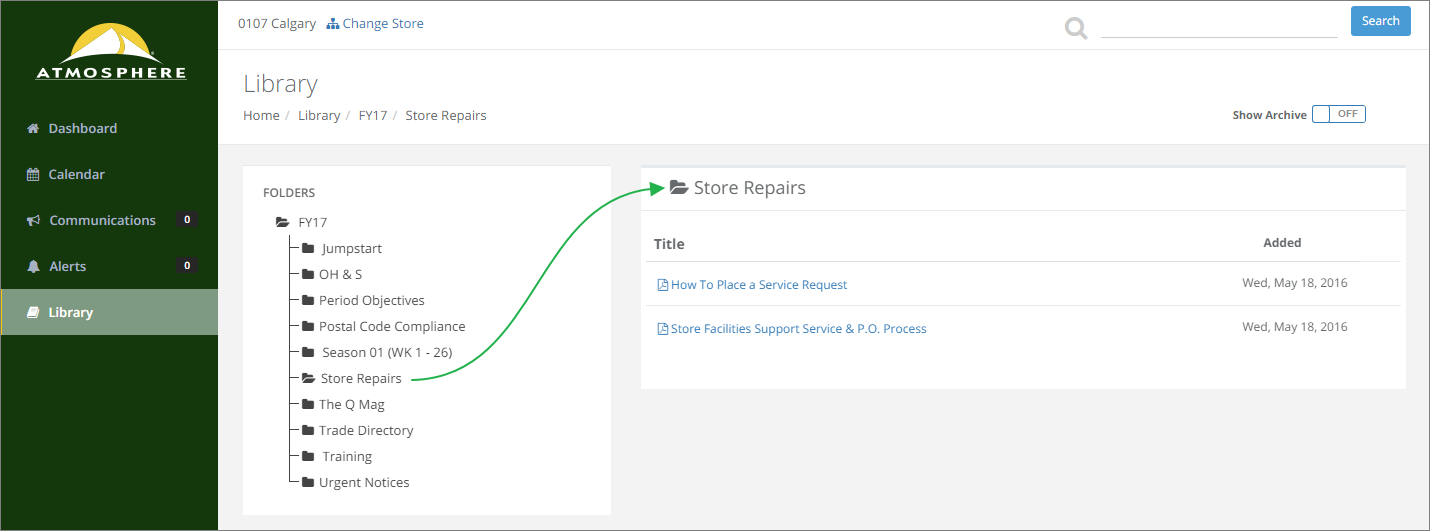 ATMOSPHERE
Dashboard
Calendar
Communications 0
Alerts 0
Library
0107 Calgary Change Store
Search
Library
Home / Library / FY17 / Store Repairs
Show Archive OFF
FOLDERS
FY17
Jumpstart
OH & S
Period Objectives
Postal Code Compliance
Season 01 (WK 1 - 26)
Store Repairs
The Q Mag
Trade Directory
Training
Urgent Notices
Store Repairs
Title Added
How To Place a Service Request Wed, May 18, 2016
Store Facilities Support Service & P.O. Process Wed, May 18, 2016